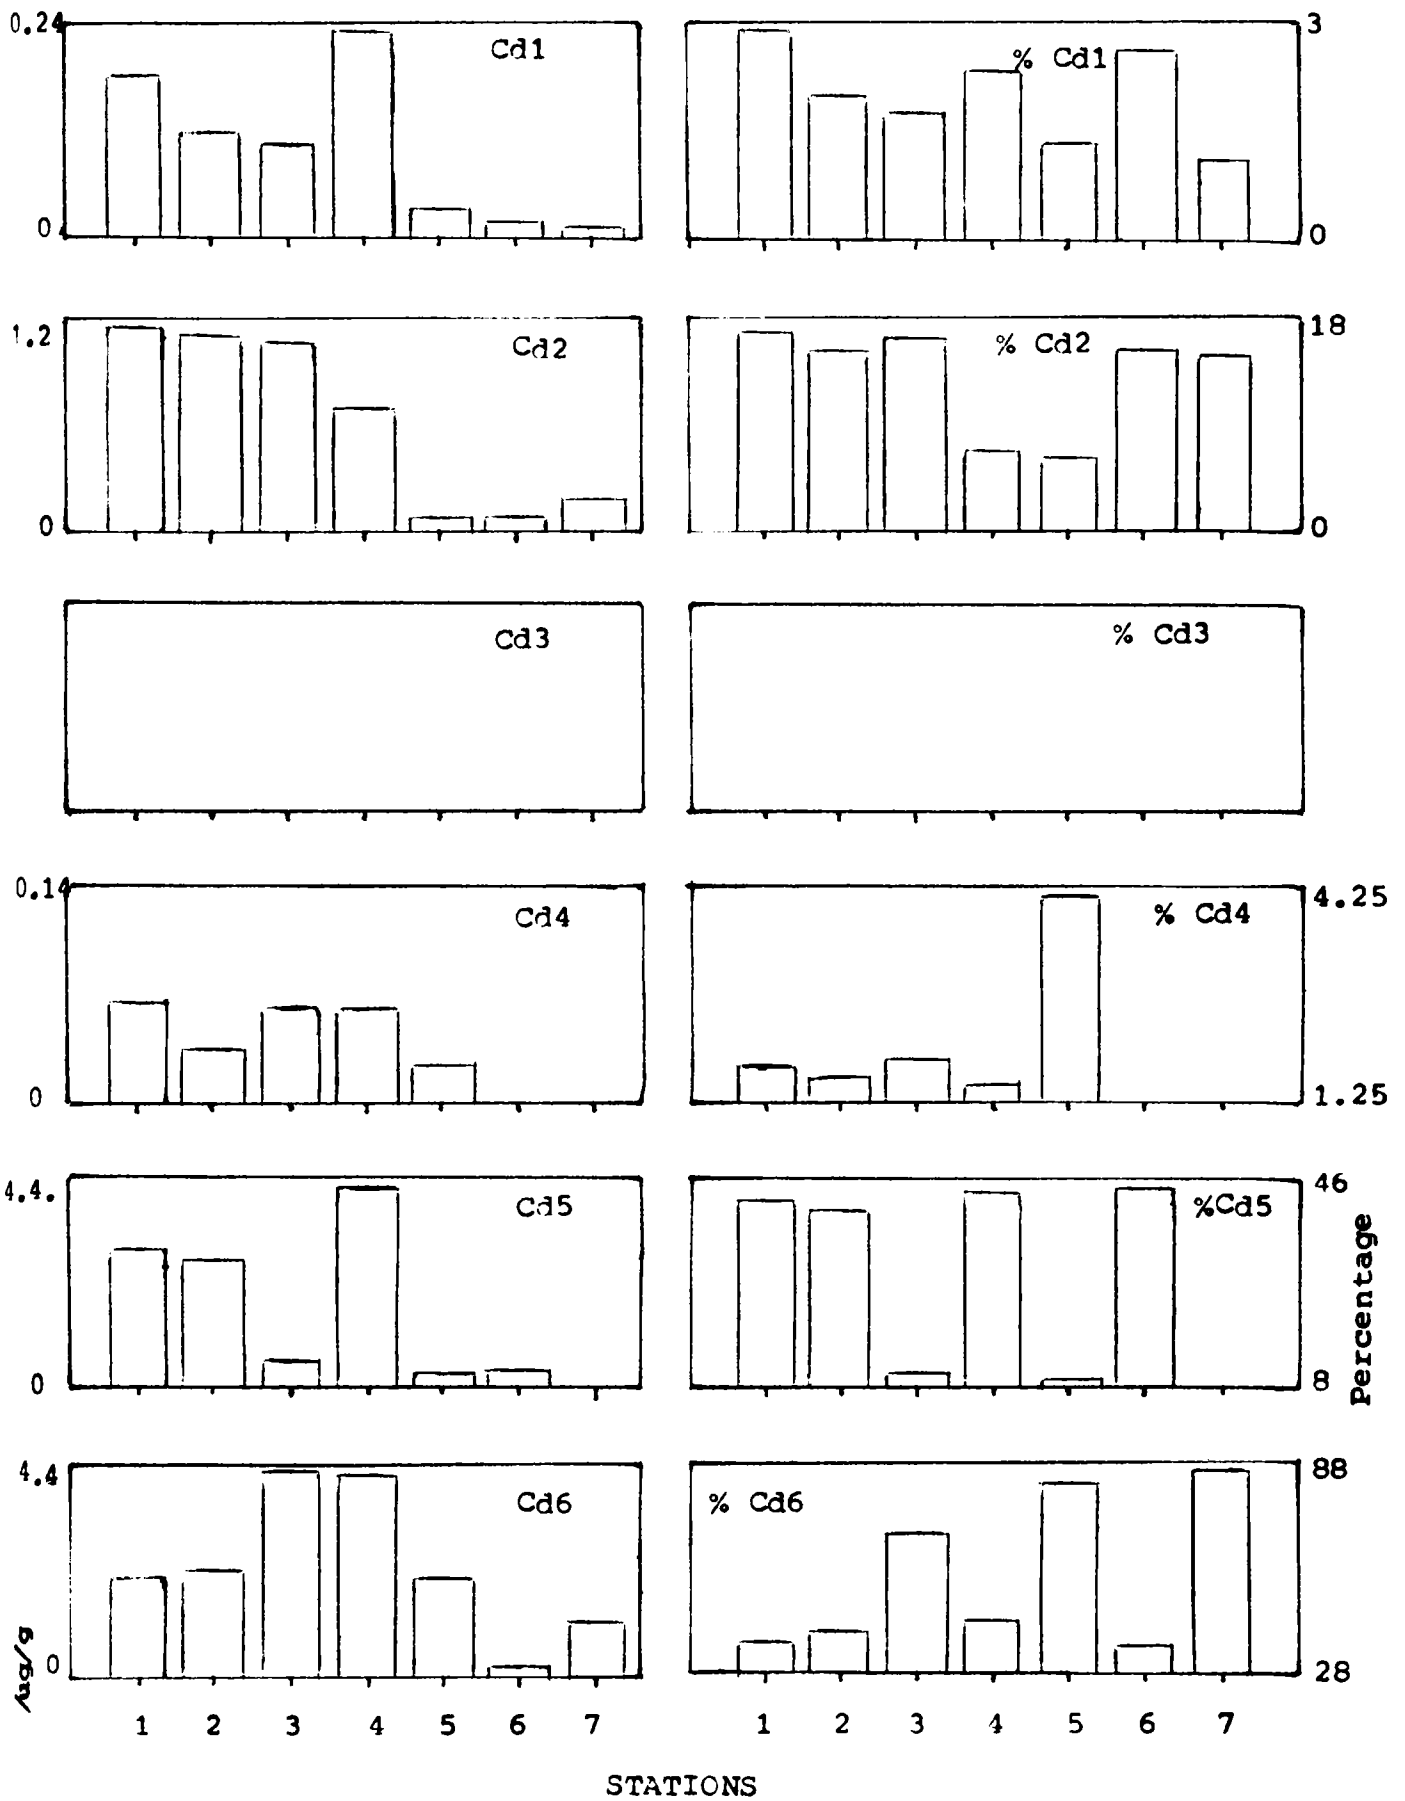 0.24 Cd1 % Cd1 3
0 0
1.2 Cd2 % Cd2 18
0 0
Cd3 % Cd3
0.14 Cd4 % Cd4 4.25
0 1.25
4.4. Cd5 %Cd5 46
0 8
Percentage
4.4 Cd6 % Cd6 88
0 28
µg/g
1 2 3 4 5 6 7 1 2 3 4 5 6 7
STATIONS